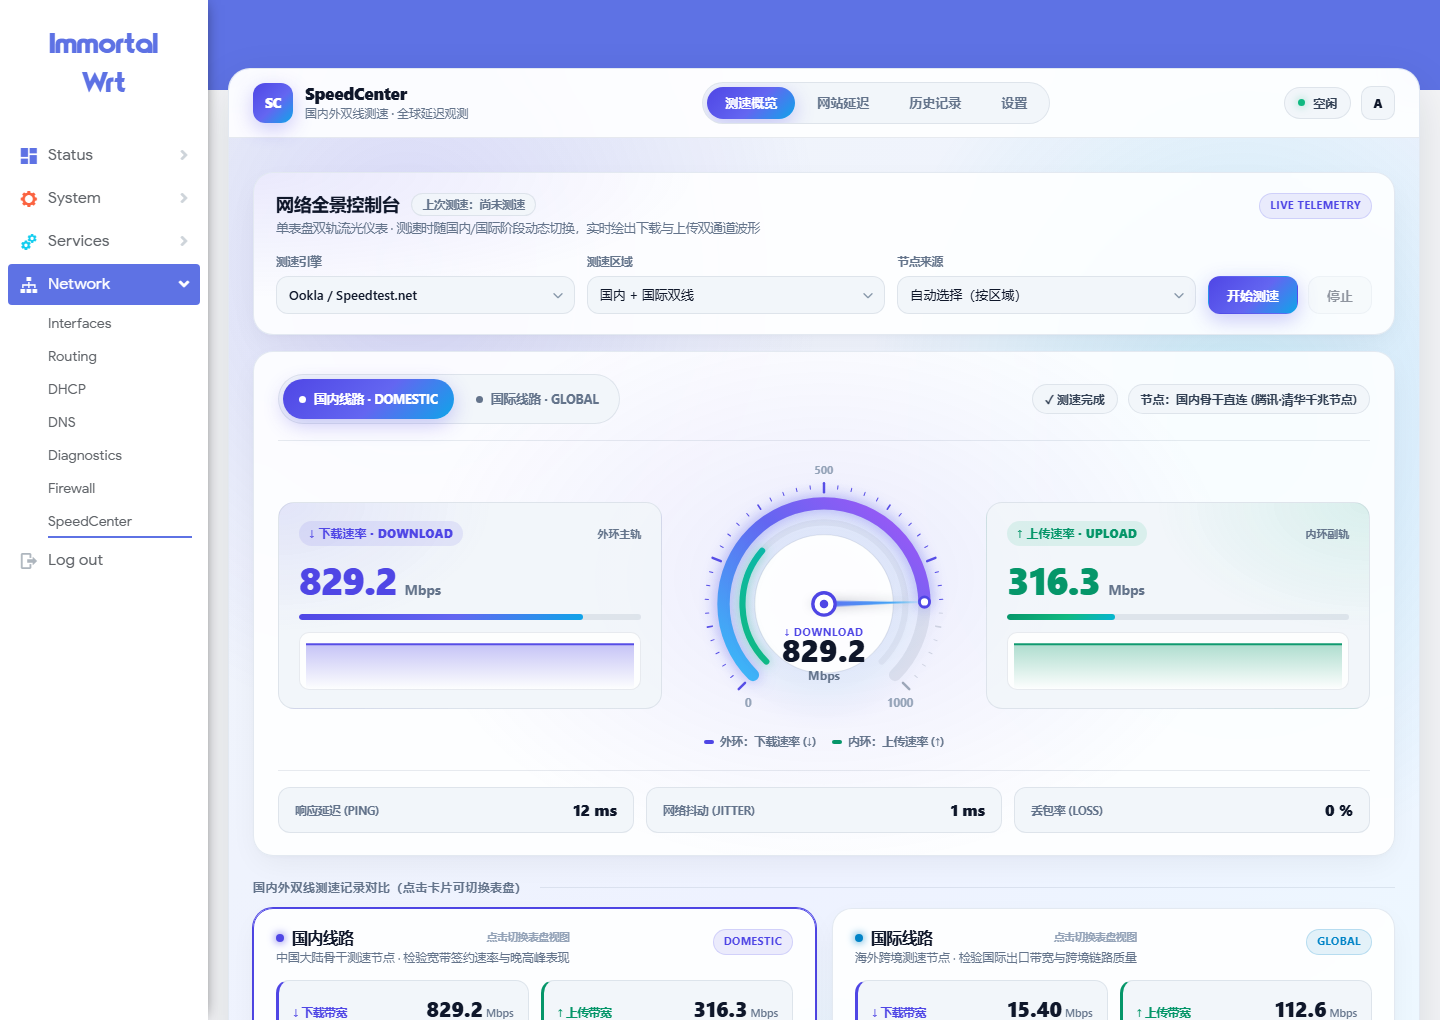 Immortal
Wrt
Status
System
Services
Network
Interfaces
Routing
DHCP
DNS
Diagnostics
Firewall
SpeedCenter
Log out
SC
SpeedCenter
国内外双线测速 · 全球延迟观测
测速概览
网站延迟
历史记录
设置
空闲
A
网络全景控制台
上次测速：尚未测速
LIVE TELEMETRY
单表盘双轨流光仪表 · 测速时随国内/国际阶段动态切换，实时绘出下载与上传双通道波形
测速引擎
测速区域
节点来源
Ookla / Speedtest.net
国内 + 国际双线
自动选择（按区域）
开始测速
停止
国内线路 · DOMESTIC
国际线路 · GLOBAL
✓ 测速完成
节点：国内骨干直连 (腾讯·清华千兆节点)
↓ 下载速率 · DOWNLOAD
外环主轨
829.2 Mbps
500
↓ DOWNLOAD
829.2
Mbps
0
1000
↑ 上传速率 · UPLOAD
内环副轨
316.3 Mbps
外环：下载速率 (↓)
内环：上传速率 (↑)
响应延迟 (PING)
12 ms
网络抖动 (JITTER)
1 ms
丢包率 (LOSS)
0 %
国内外双线测速记录对比（点击卡片可切换表盘）
国内线路
点击切换表盘视图
DOMESTIC
中国大陆骨干测速节点 · 检验宽带签约速率与晚高峰表现
↓ 下载带宽
829.2 Mbps
↑ 上传带宽
316.3 Mbps
国际线路
点击切换表盘视图
GLOBAL
海外跨境测速节点 · 检验国际出口带宽与跨境链路质量
↓ 下载带宽
15.40 Mbps
↑ 上传带宽
112.6 Mbps